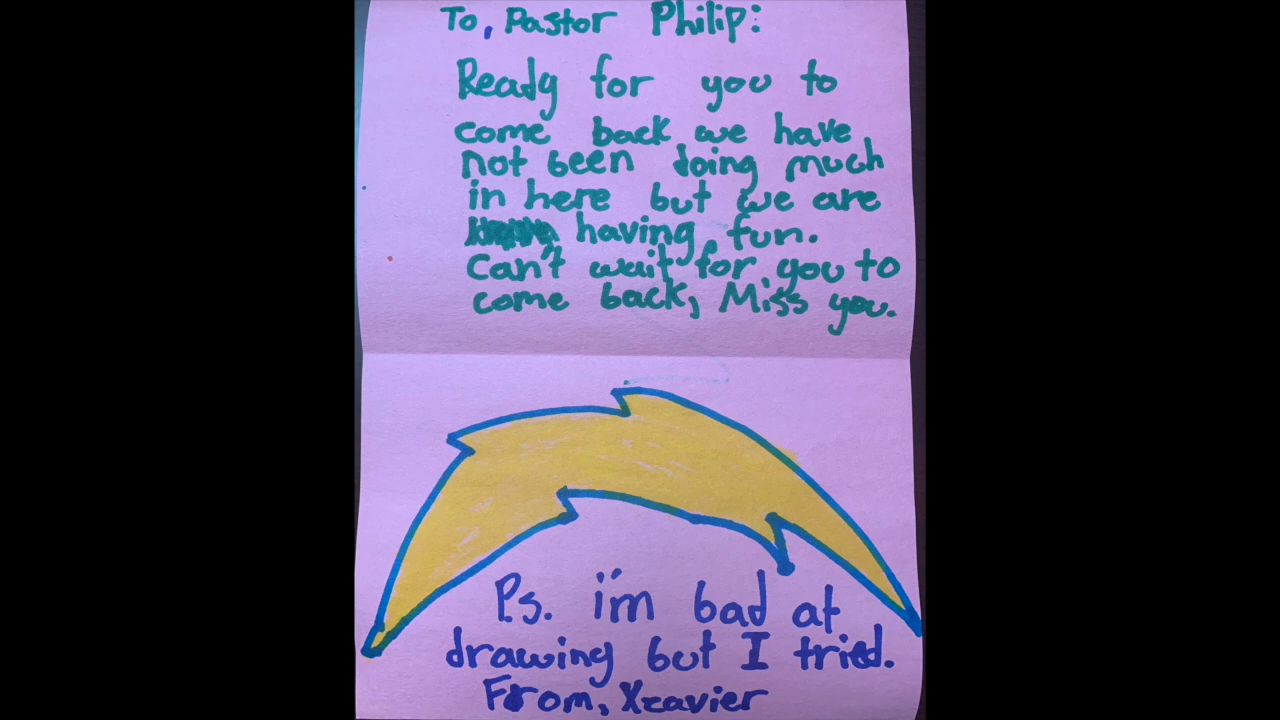 To, Pastor Philip:
Ready for you to
come back we have
not been doing much
in here but we are
having fun.
Can't wait for you to
come back, Miss you.
P.s. i'm bad at
drawing but I tried.
From, Xzavier